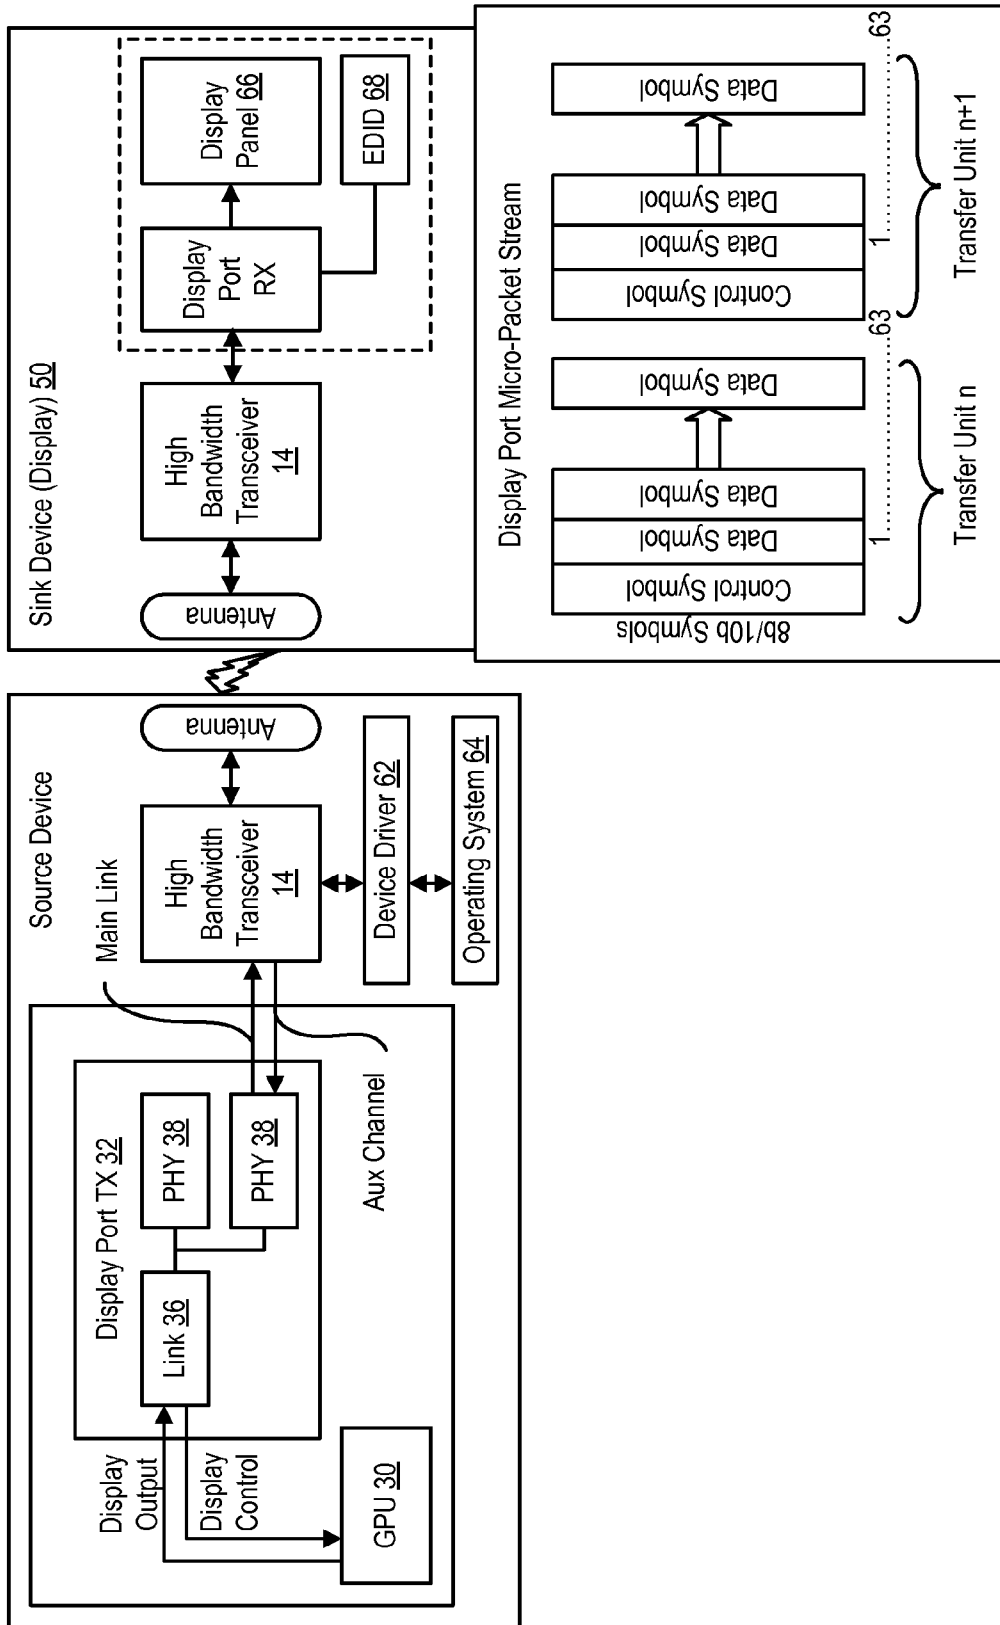 Source Device
Display Port TX 32
Link 36
PHY 38
PHY 38
Display
Output
Display
Control
GPU 30
Main Link
Aux Channel
High
Bandwidth
Transceiver
14
Antenna
Device Driver 62
Operating System 64
Sink Device (Display) 50
Antenna
High
Bandwidth
Transceiver
14
Display
Port
RX
Display
Panel 66
EDID 68
Display Port Micro-Packet Stream
8b/10b Symbols
Control Symbol
Data Symbol
Data Symbol
Data Symbol
1.............63
Transfer Unit n
Control Symbol
Data Symbol
Data Symbol
Data Symbol
1.............63
Transfer Unit n+1